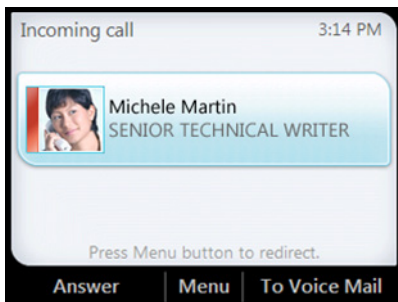 Incoming call 3:14 PM
Michele Martin
SENIOR TECHNICAL WRITER
Press Menu button to redirect.
Answer Menu To Voice Mail